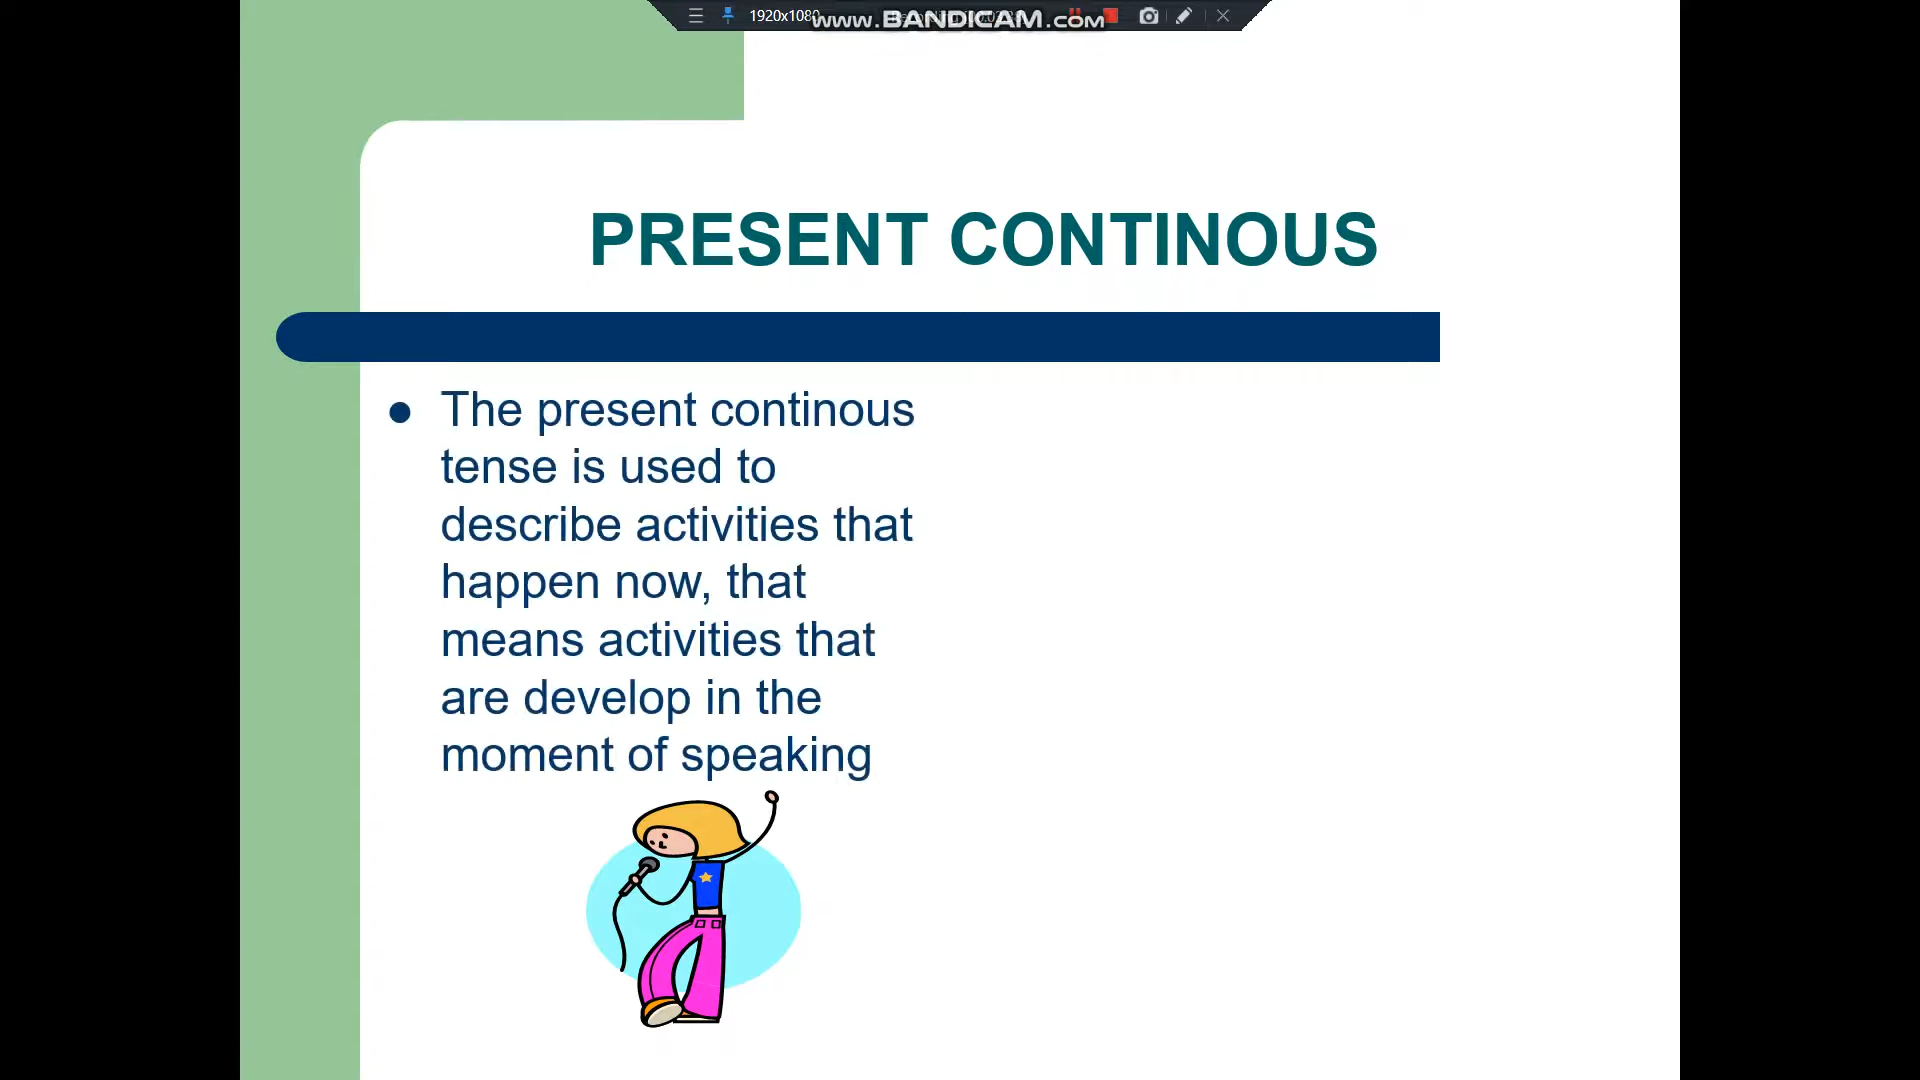 1920x1080
www.BANDICAM.com
PRESENT CONTINOUS
The present continous
tense is used to
describe activities that
happen now, that
means activities that
are develop in the
moment of speaking